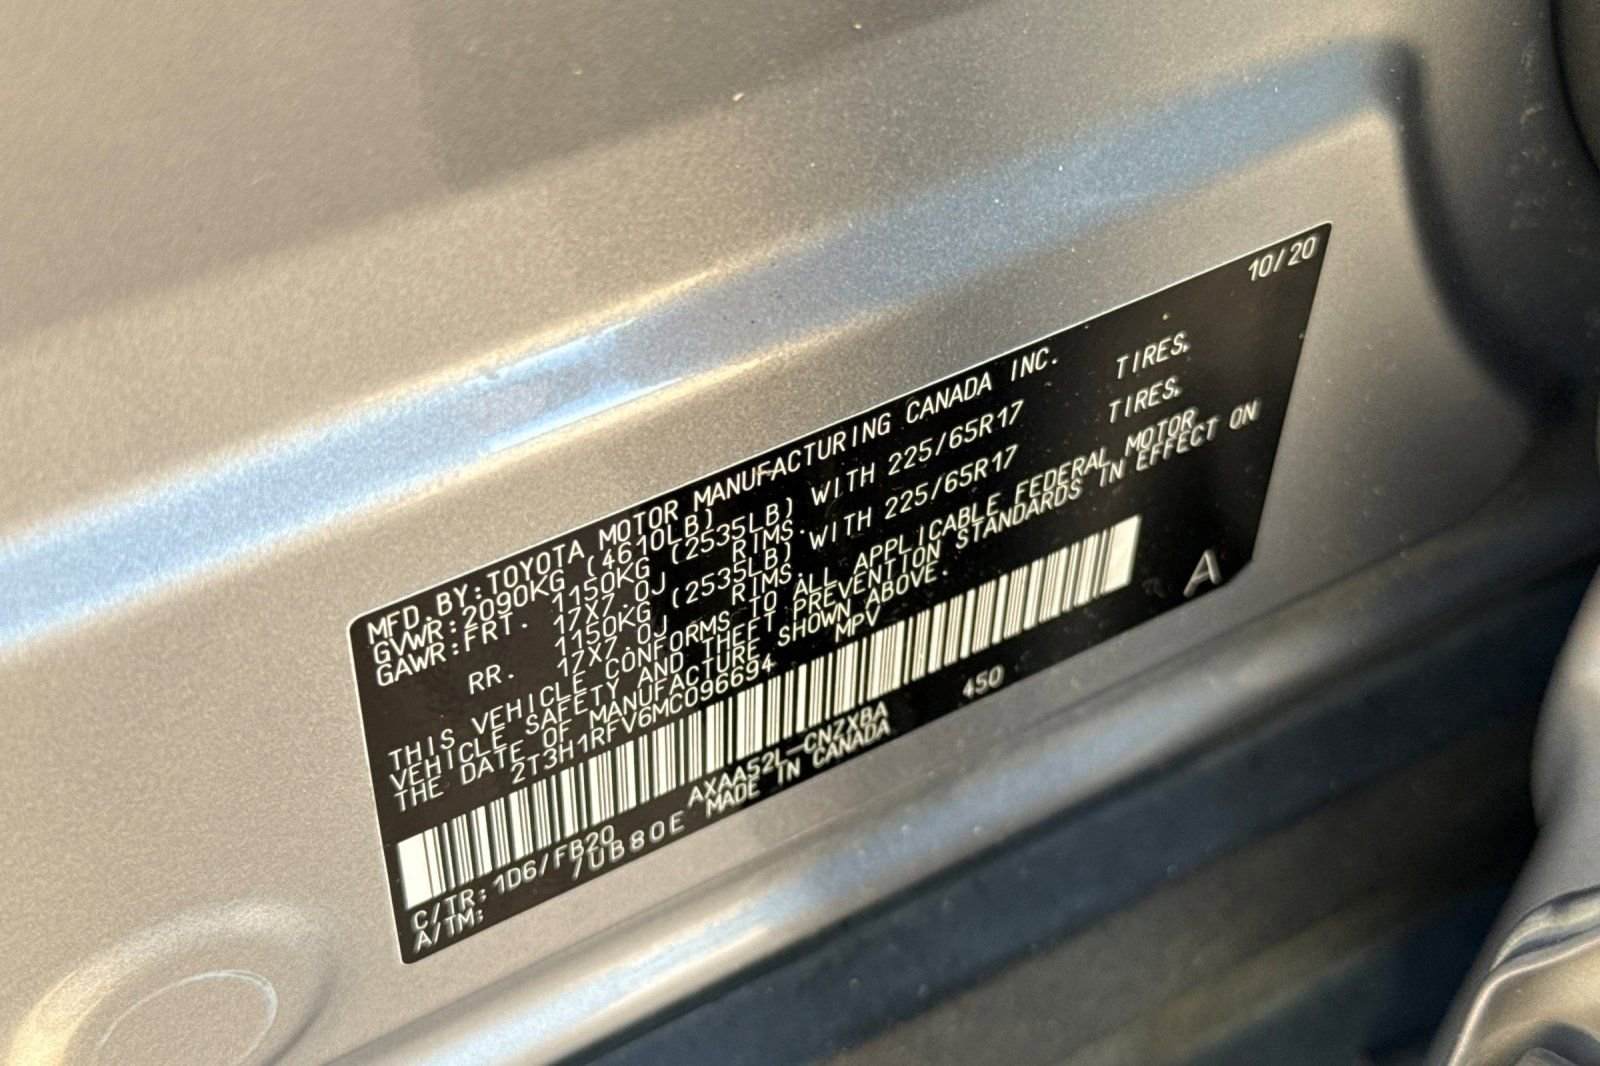 10/20
MFD. BY: TOYOTA MOTOR MANUFACTURING CANADA INC.
GVWR: 2090KG (4610LB)
GAWR: FRT. 1150KG (2535LB) WITH 225/65R17 TIRES,
17X7.0J RIMS.
RR. 1150KG (2535LB) WITH 225/65R17 TIRES,
17X7.0J RIMS.
THIS VEHICLE CONFORMS TO ALL APPLICABLE FEDERAL MOTOR
VEHICLE SAFETY AND THEFT PREVENTION STANDARDS IN EFFECT ON
THE DATE OF MANUFACTURE SHOWN ABOVE.
2T3H1RFV6MC096694 MPV
A
C/TR: 1D6/FB20 AXAA52L-CNZXBA 450
A/TM: /UB80E MADE IN CANADA